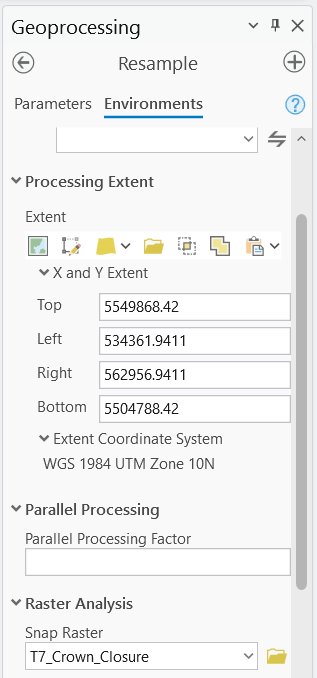 Geoprocessing
Resample
Parameters Environments
Processing Extent
Extent
X and Y Extent
Top 5549868.42
Left 534361.9411
Right 562956.9411
Bottom 5504788.42
Extent Coordinate System
WGS 1984 UTM Zone 10N
Parallel Processing
Parallel Processing Factor
Raster Analysis
Snap Raster
T7_Crown_Closure